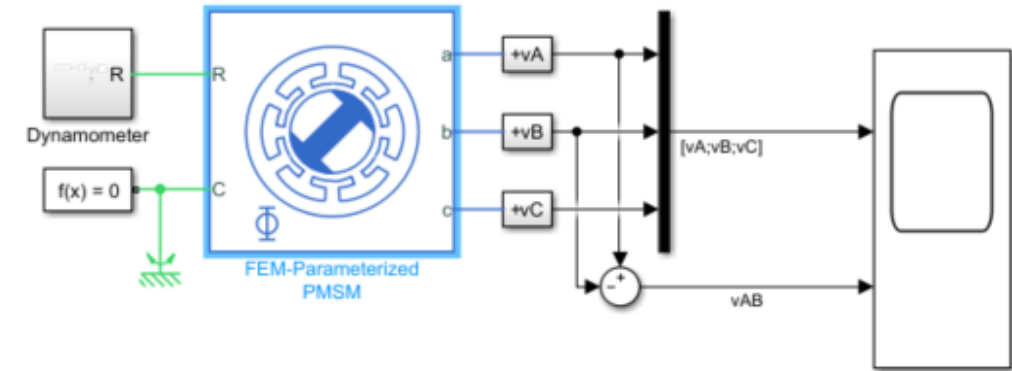 R
Dynamometer
f(x) = 0
R
C
a
b
c
Φ
FEM-Parameterized
PMSM
+vA
+vB
+vC
[vA;vB;vC]
+
−
vAB